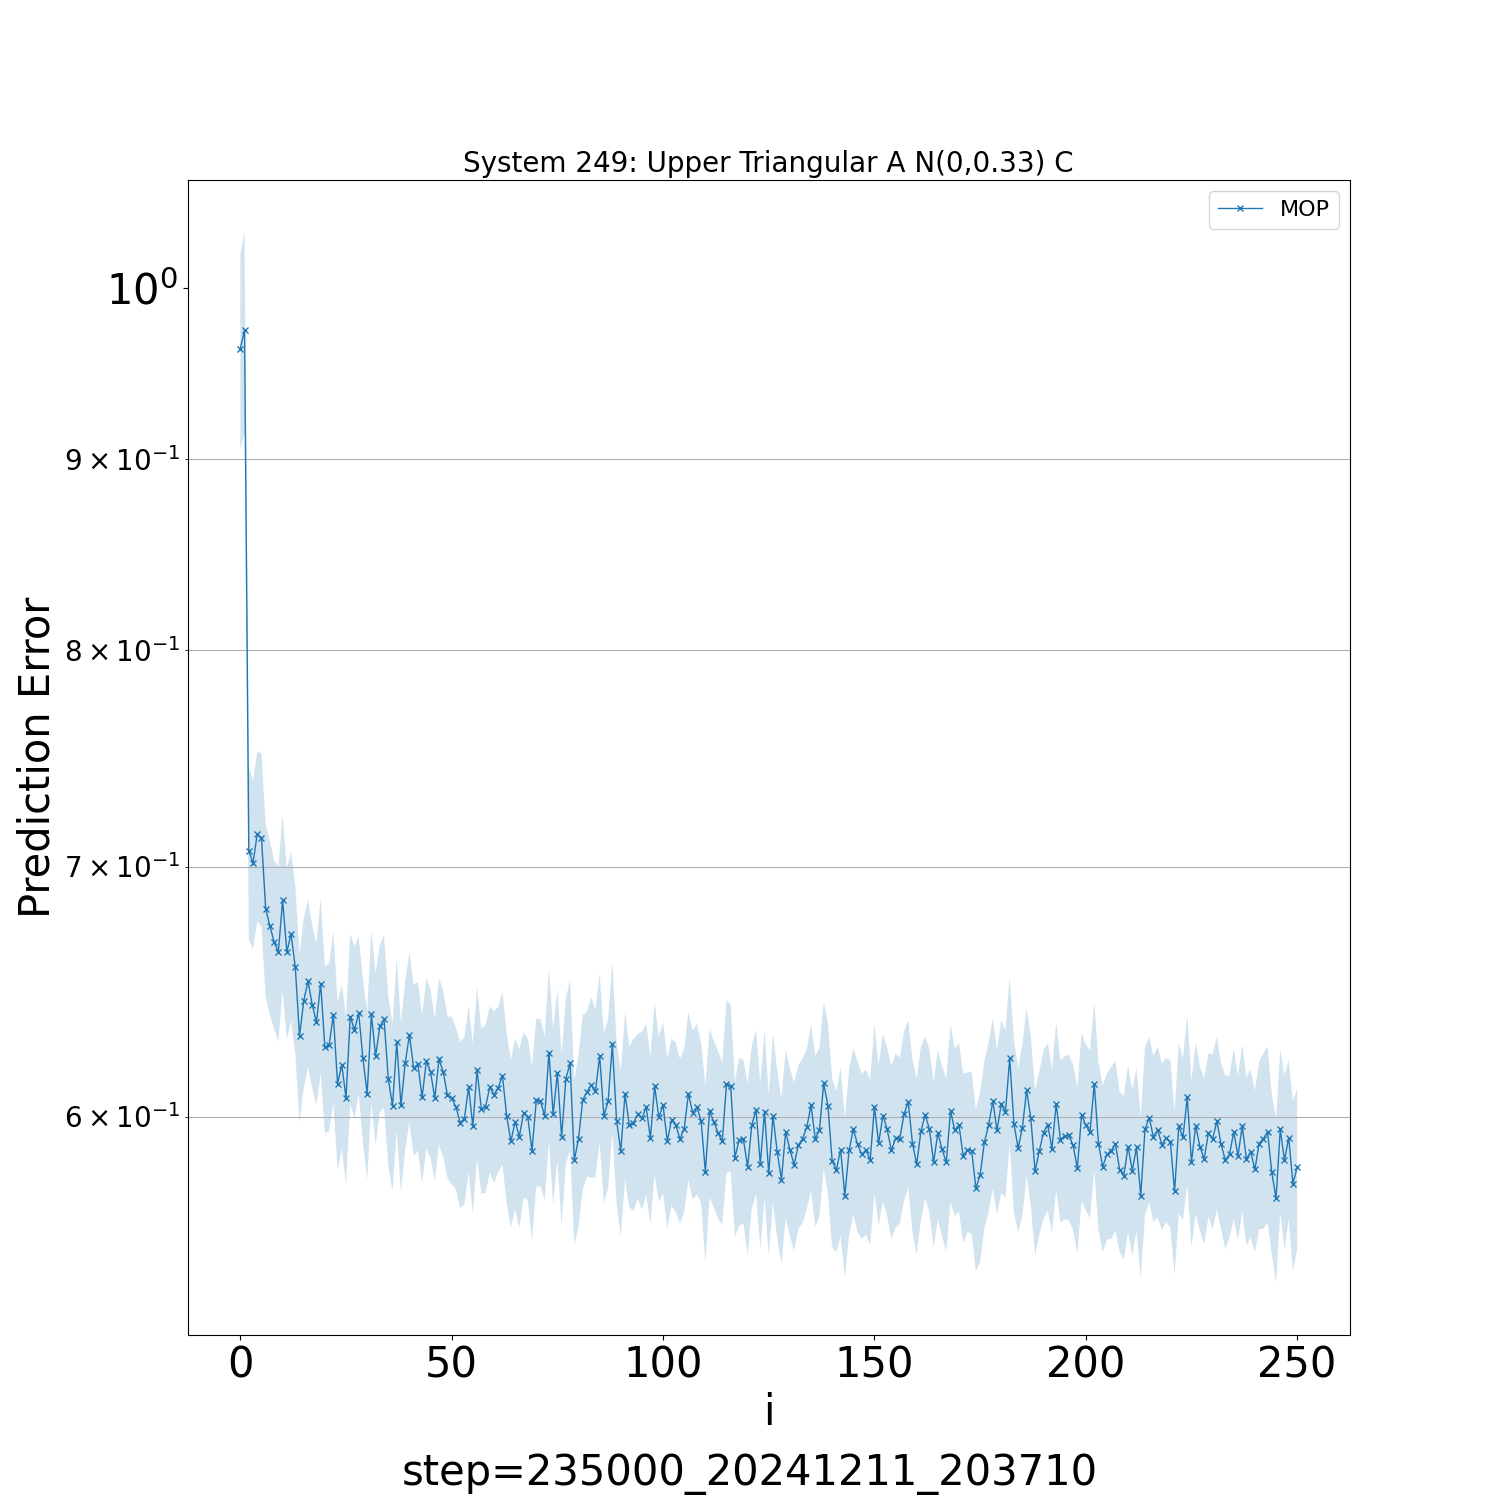 System 249: Upper Triangular A N(0,0.33) C
MOP
10⁰
9 × 10⁻¹
8 × 10⁻¹
7 × 10⁻¹
6 × 10⁻¹
Prediction Error
0 50 100 150 200 250
i
step=235000_20241211_203710